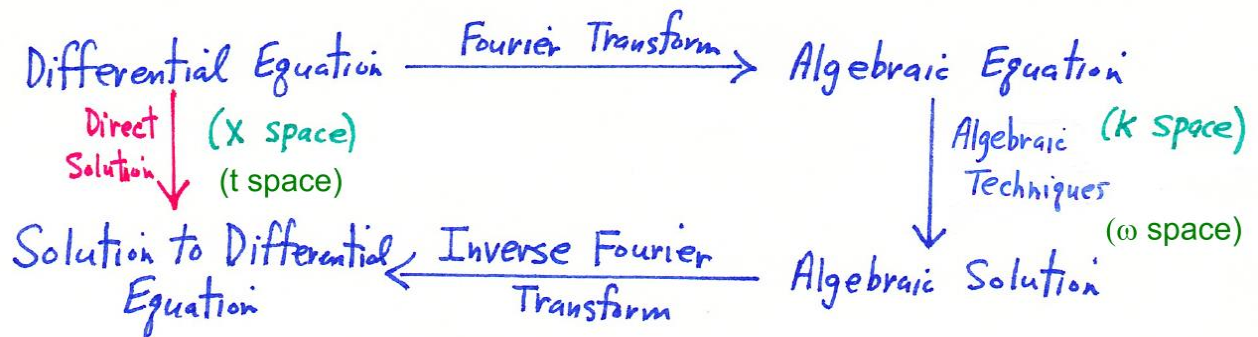 Differential Equation
Fourier Transform
Algebraic Equation
Direct
Solution
(X space)
(t space)
Algebraic
Techniques
(k space)
(ω space)
Solution to Differential
Equation
Inverse Fourier
Transform
Algebraic Solution